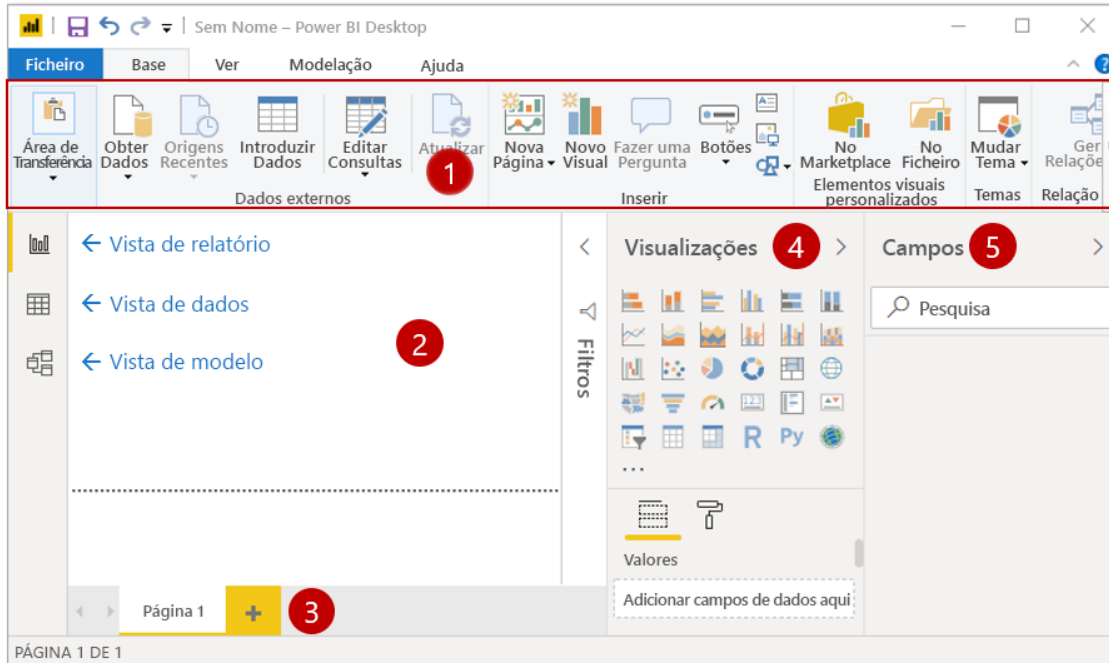 Sem Nome – Power BI Desktop
Ficheiro Base Ver Modelação Ajuda
Área de Transferência
Obter Dados
Origens Recentes
Introduzir Dados
Editar Consultas
Atualizar
1
Dados externos
Nova Página
Novo Visual
Fazer uma Pergunta
Botões
Inserir
No Marketplace
No Ficheiro
Elementos visuais personalizados
Mudar Tema
Temas
Ger
Relaçõe
Relação
← Vista de relatório
← Vista de dados
← Vista de modelo
2
Filtros
Visualizações 4
123
R Py
...
Valores
Adicionar campos de dados aqui
Campos 5
Pesquisa
Página 1 + 3
PÁGINA 1 DE 1